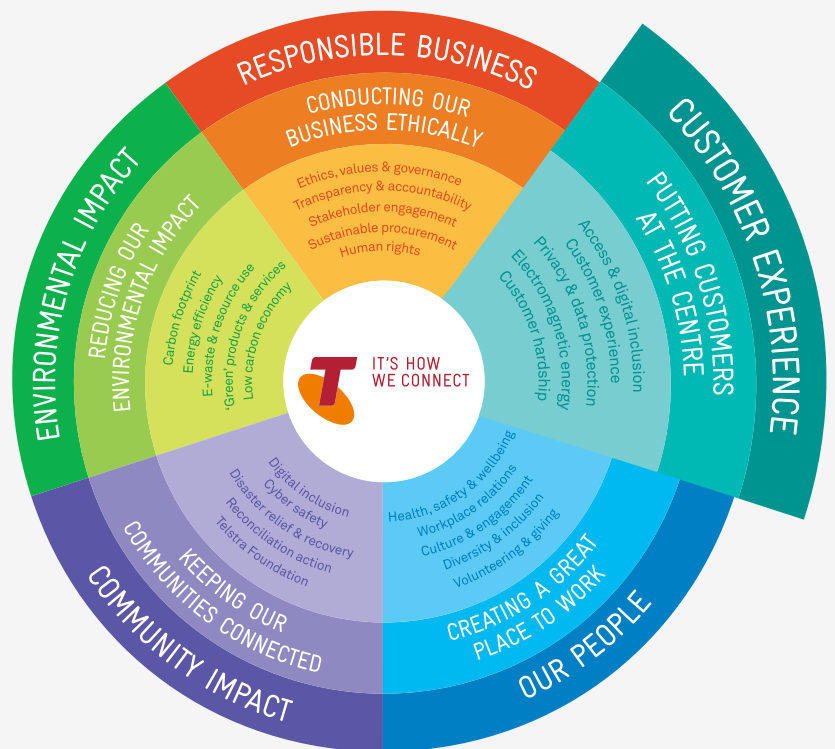 RESPONSIBLE BUSINESS
CONDUCTING OUR
BUSINESS ETHICALLY
Ethics, values & governance
Transparency & accountability
Stakeholder engagement
Sustainable procurement
Human rights
CUSTOMER EXPERIENCE
PUTTING CUSTOMERS
AT THE CENTRE
Access & digital inclusion
Customer experience
Privacy & data protection
Electromagnetic energy
Customer hardship
OUR PEOPLE
CREATING A GREAT
PLACE TO WORK
Health, safety & wellbeing
Workplace relations
Culture & engagement
Diversity & inclusion
Volunteering & giving
COMMUNITY IMPACT
KEEPING OUR
COMMUNITIES CONNECTED
Digital inclusion
Cyber safety
Disaster relief & recovery
Reconciliation action
Telstra Foundation
ENVIRONMENTAL IMPACT
REDUCING OUR
ENVIRONMENTAL IMPACT
Carbon footprint
Energy efficiency
E-waste & resource use
'Green' products & services
Low carbon economy
T
IT'S HOW
WE CONNECT